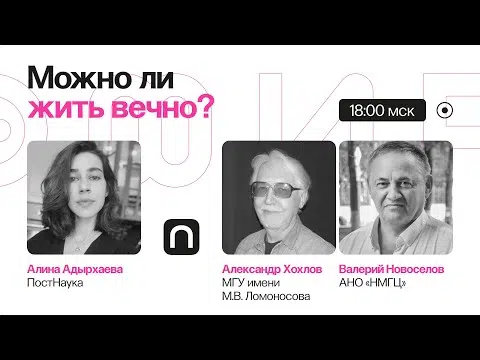 Можно ли
жить вечно?
18:00 мск
Алина Адырхаева
ПостНаука
Александр Хохлов
МГУ имени
М.В. Ломоносова
Валерий Новоселов
АНО «НМГЦ»